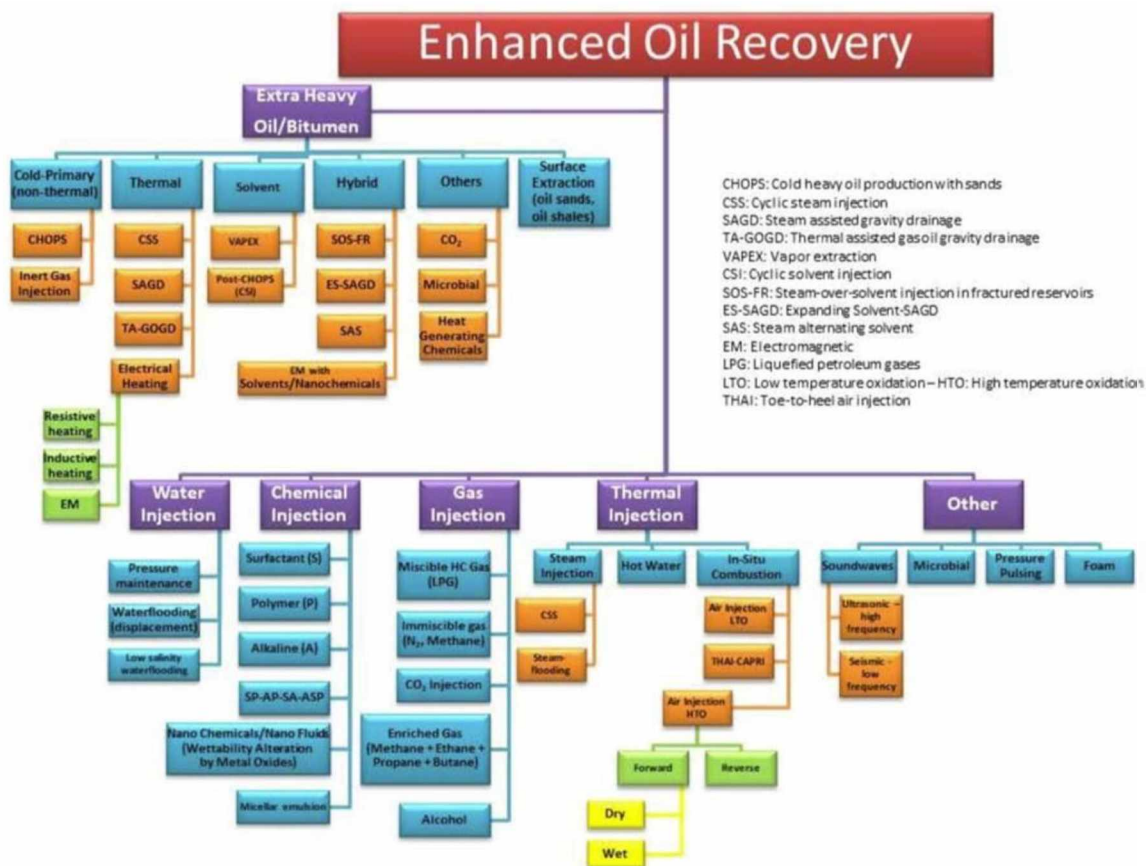 Enhanced Oil Recovery
Extra Heavy
Oil/Bitumen
Cold-Primary
(non-thermal)
Thermal
Solvent
Hybrid
Others
Surface
Extraction
(oil sands,
oil shales)
CHOPS
Inert Gas
Injection
CSS
SAGD
TA-GOGD
Electrical
Heating
VAPEX
Post-CHOPS
(CSI)
SOS-FR
ES-SAGD
SAS
EM with
Solvents/Nanochemicals
CO₂
Microbial
Heat
Generating
Chemicals
Resistive
heating
Inductive
heating
EM
CHOPS: Cold heavy oil production with sands
CSS: Cyclic steam injection
SAGD: Steam assisted gravity drainage
TA-GOGD: Thermal assisted gas oil gravity drainage
VAPEX: Vapor extraction
CSI: Cyclic solvent injection
SOS-FR: Steam-over-solvent injection in fractured reservoirs
ES-SAGD: Expanding Solvent-SAGD
SAS: Steam alternating solvent
EM: Electromagnetic
LPG: Liquefied petroleum gases
LTO: Low temperature oxidation – HTO: High temperature oxidation
THAI: Toe-to-heel air injection
Water
Injection
Chemical
Injection
Gas
Injection
Thermal
Injection
Other
Pressure
maintenance
Waterflooding
(displacement)
Low salinity
waterflooding
Surfactant (S)
Polymer (P)
Alkaline (A)
SP-AP-SA-ASP
Nano Chemicals/Nano Fluids
(Wettability Alteration
by Metal Oxides)
Micellar emulsion
Miscible HC Gas
(LPG)
Immiscible gas
(N₂, Methane)
CO₂ Injection
Enriched Gas
(Methane + Ethane +
Propane + Butane)
Alcohol
Steam
Injection
Hot Water
In-Situ
Combustion
CSS
Steam-
flooding
Air Injection
LTO
THAI-CAPRI
Air Injection
HTO
Forward
Reverse
Dry
Wet
Soundwaves
Microbial
Pressure
Pulsing
Foam
Ultrasonic –
high
frequency
Seismic -
low
frequency